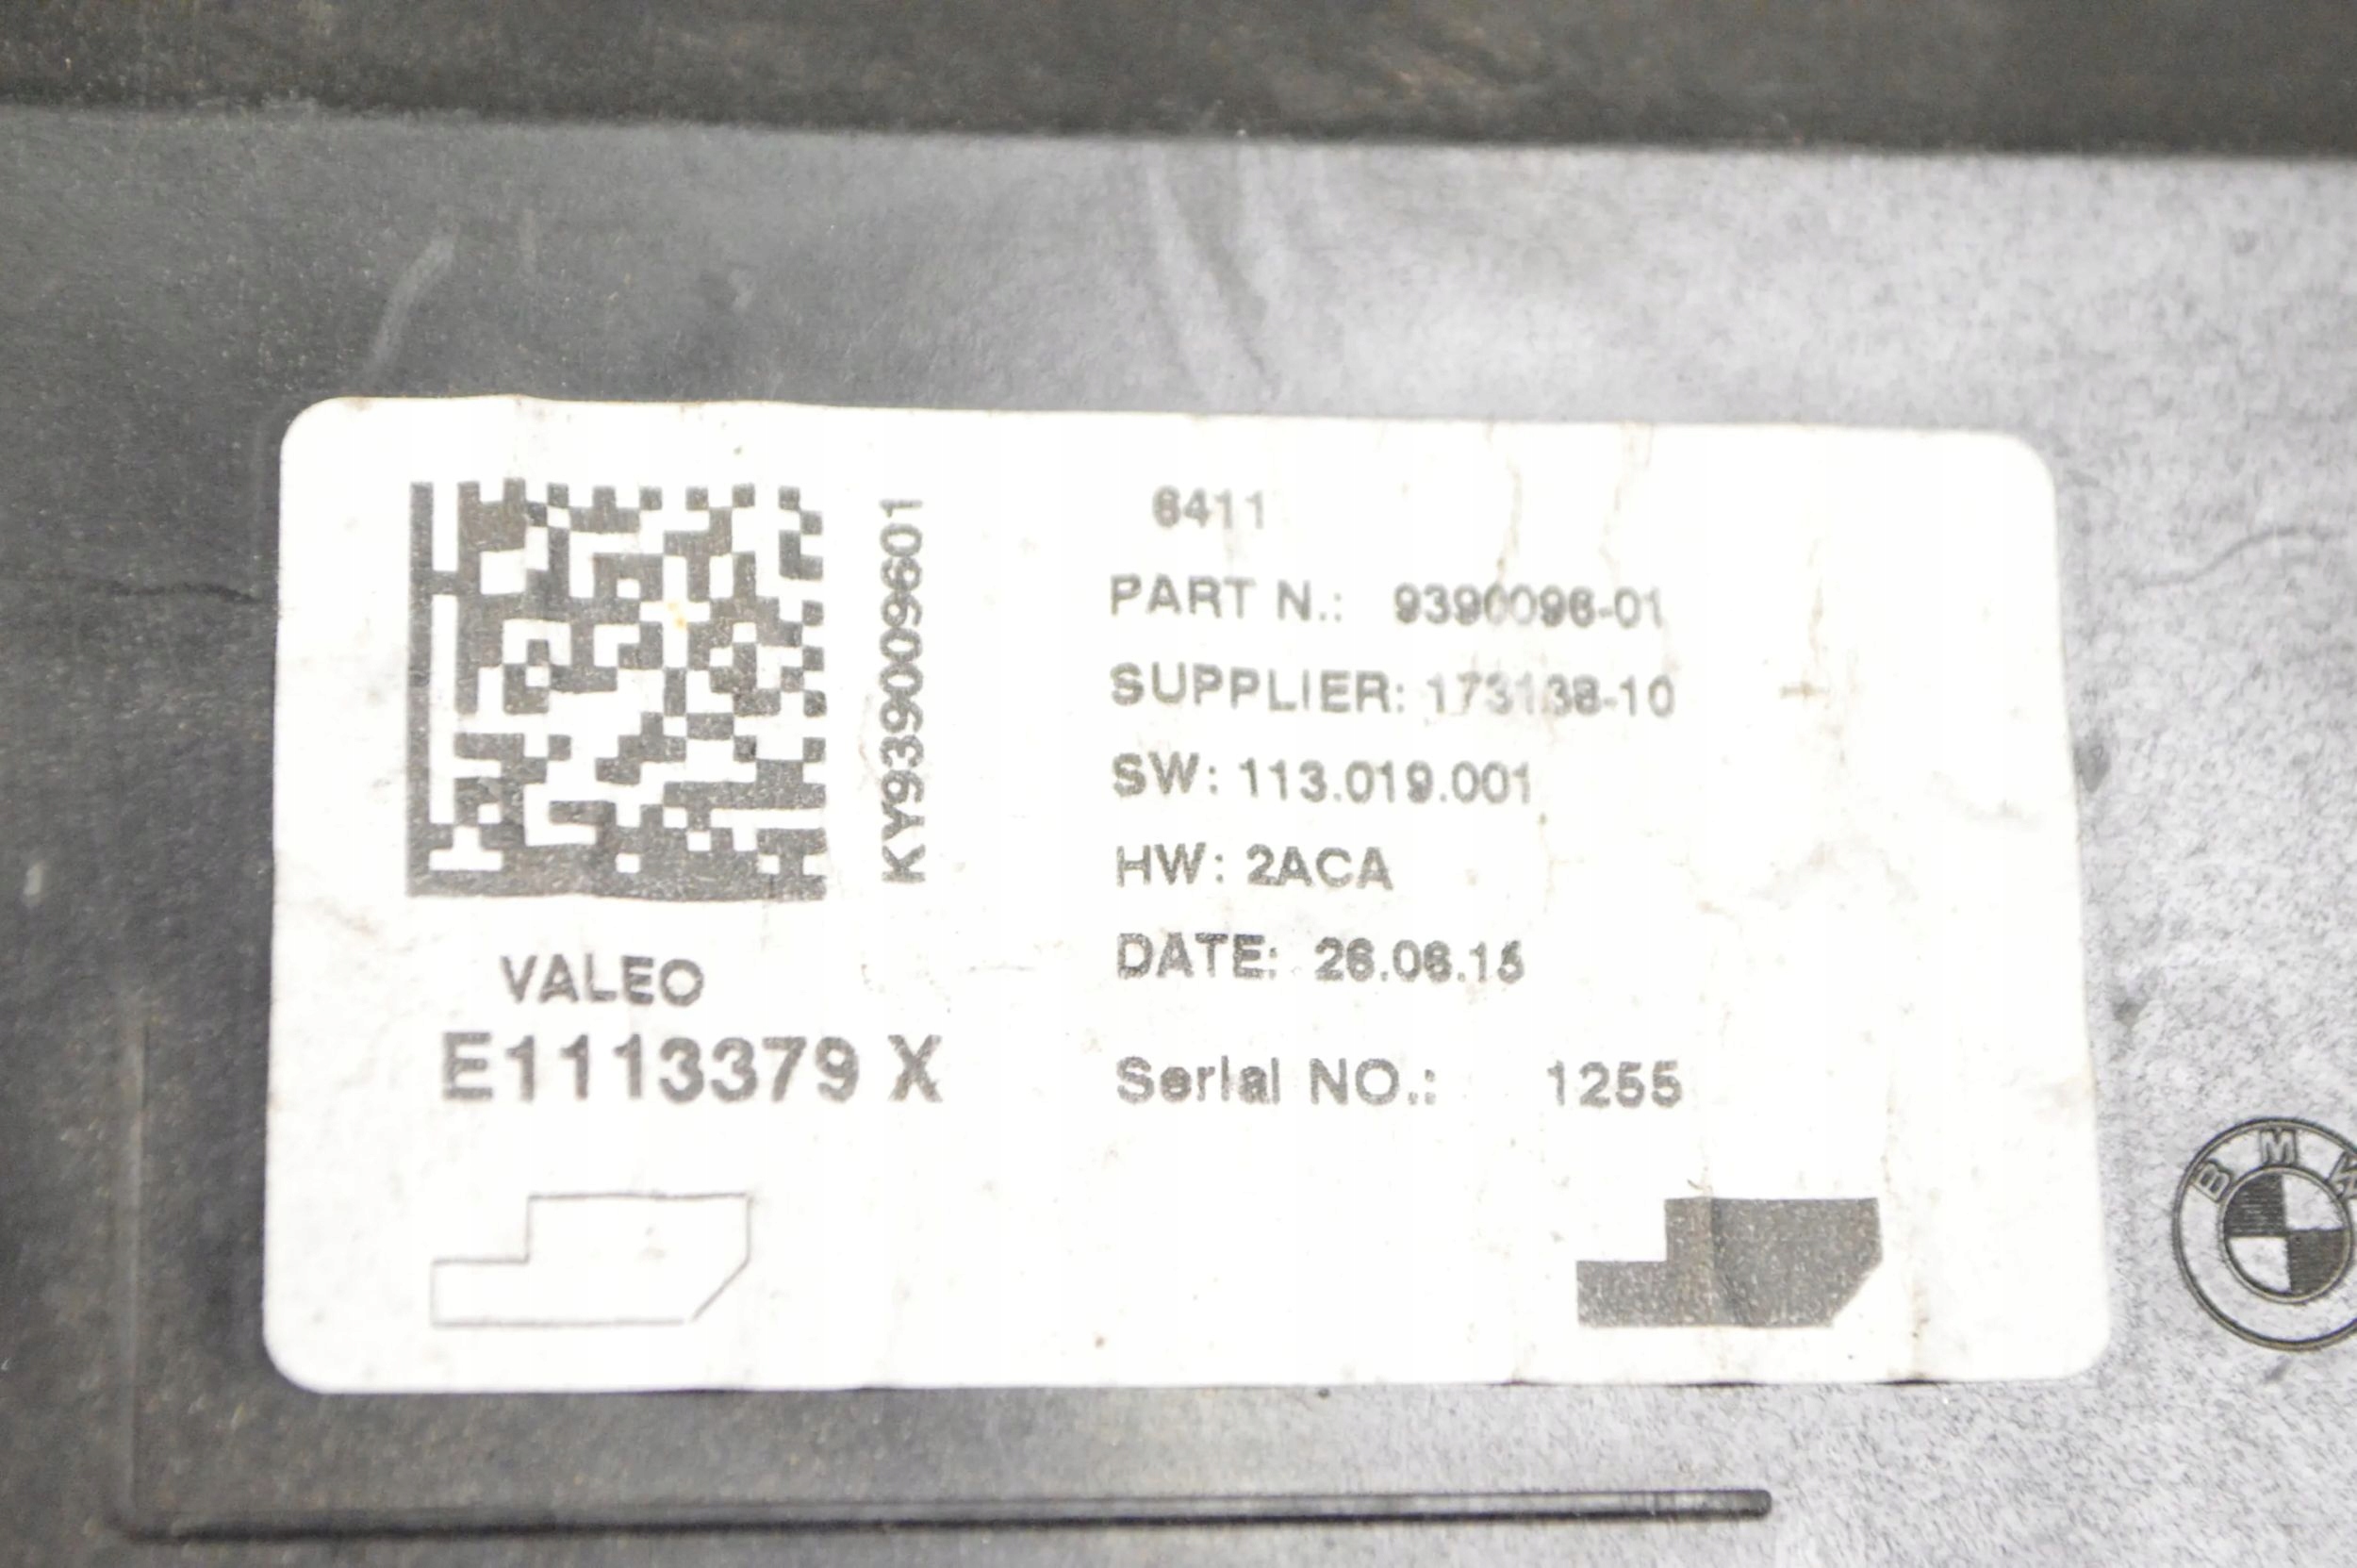 KY939009601
VALEO
E1113379 X
6411
PART N.: 9390096-01
SUPPLIER: 173138-10
SW: 113.019.001
HW: 2ACA
DATE: 26.06.15
Serial NO.: 1255
BMW